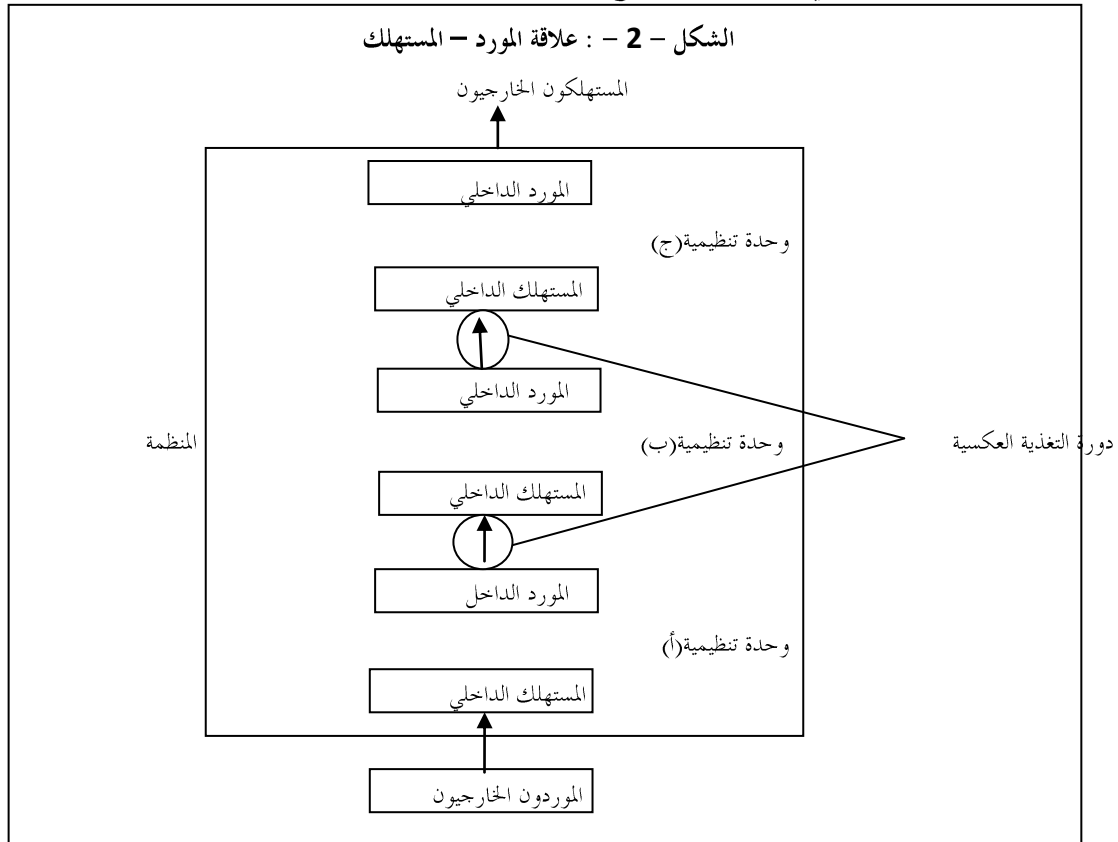 الشكل – 2 – : علاقة المورد – المستهلك
المستهلكون الخارجيون
المورد الداخلي
وحدة تنظيمية(ج)
المستهلك الداخلي
المورد الداخلي
دورة التغذية العكسية
وحدة تنظيمية(ب)
المنظمة
المستهلك الداخلي
المورد الداخل
وحدة تنظيمية(أ)
المستهلك الداخلي
الموردون الخارجيون